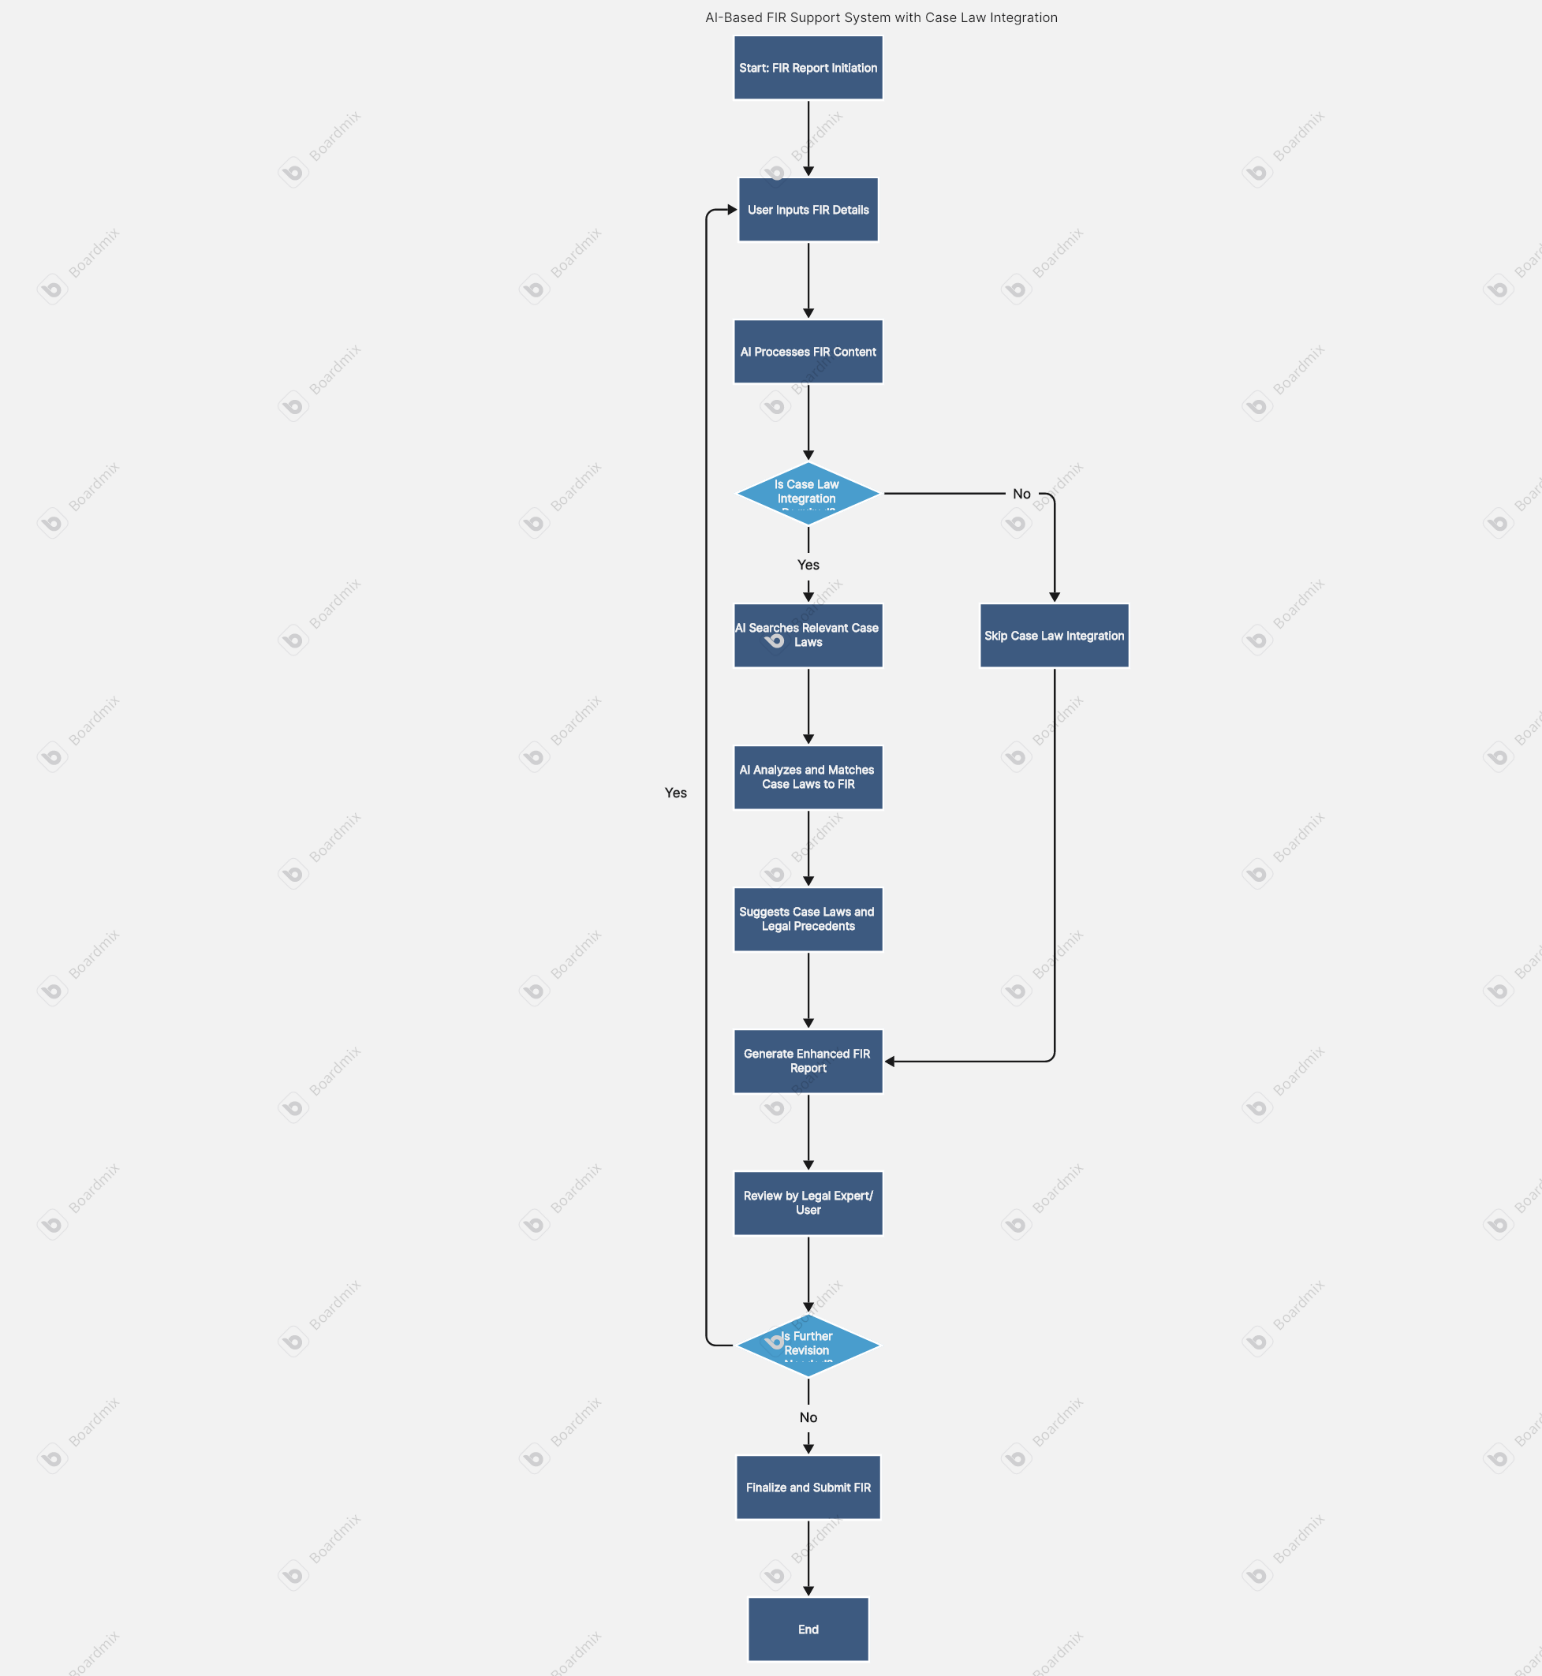 AI-Based FIR Support System with Case Law Integration
Start: FIR Report Initiation
User Inputs FIR Details
AI Processes FIR Content
Is Case Law
Integration
No
Yes
AI Searches Relevant Case
Laws
Skip Case Law Integration
AI Analyzes and Matches
Case Laws to FIR
Yes
Suggests Case Laws and
Legal Precedents
Generate Enhanced FIR
Report
Review by Legal Expert/
User
Is Further
Revision
No
Finalize and Submit FIR
End
Boardmix